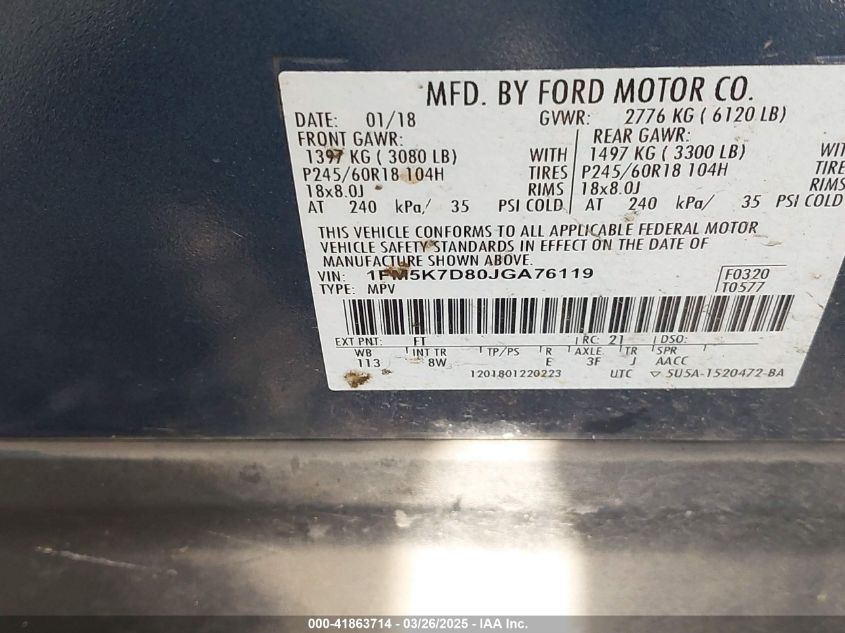 MFD. BY FORD MOTOR CO.
DATE: 01/18 GVWR: 2776 KG ( 6120 LB)
FRONT GAWR: REAR GAWR:
1397 KG ( 3080 LB) WITH 1497 KG ( 3300 LB) WIT
P245/60R18 104H TIRES P245/60R18 104H TIRES
18x8.0J RIMS 18x8.0J RIMS
AT 240 kPa/ 35 PSI COLD AT 240 kPa/ 35 PSI COLD
THIS VEHICLE CONFORMS TO ALL APPLICABLE FEDERAL MOTOR
VEHICLE SAFETY STANDARDS IN EFFECT ON THE DATE OF
MANUFACTURE SHOWN ABOVE.
VIN: 1FM5K7D80JGA76119 F0320
TYPE: MPV T0577
EXT PNT: FT RC: 21 DSO:
WB INT TR TP/PS R AXLE TR SPR
113 8W E 3F J AACC
1201801220223 UTC ▽ 5U5A-1520472-BA
000-41863714 - 03/26/2025 - IAA Inc.